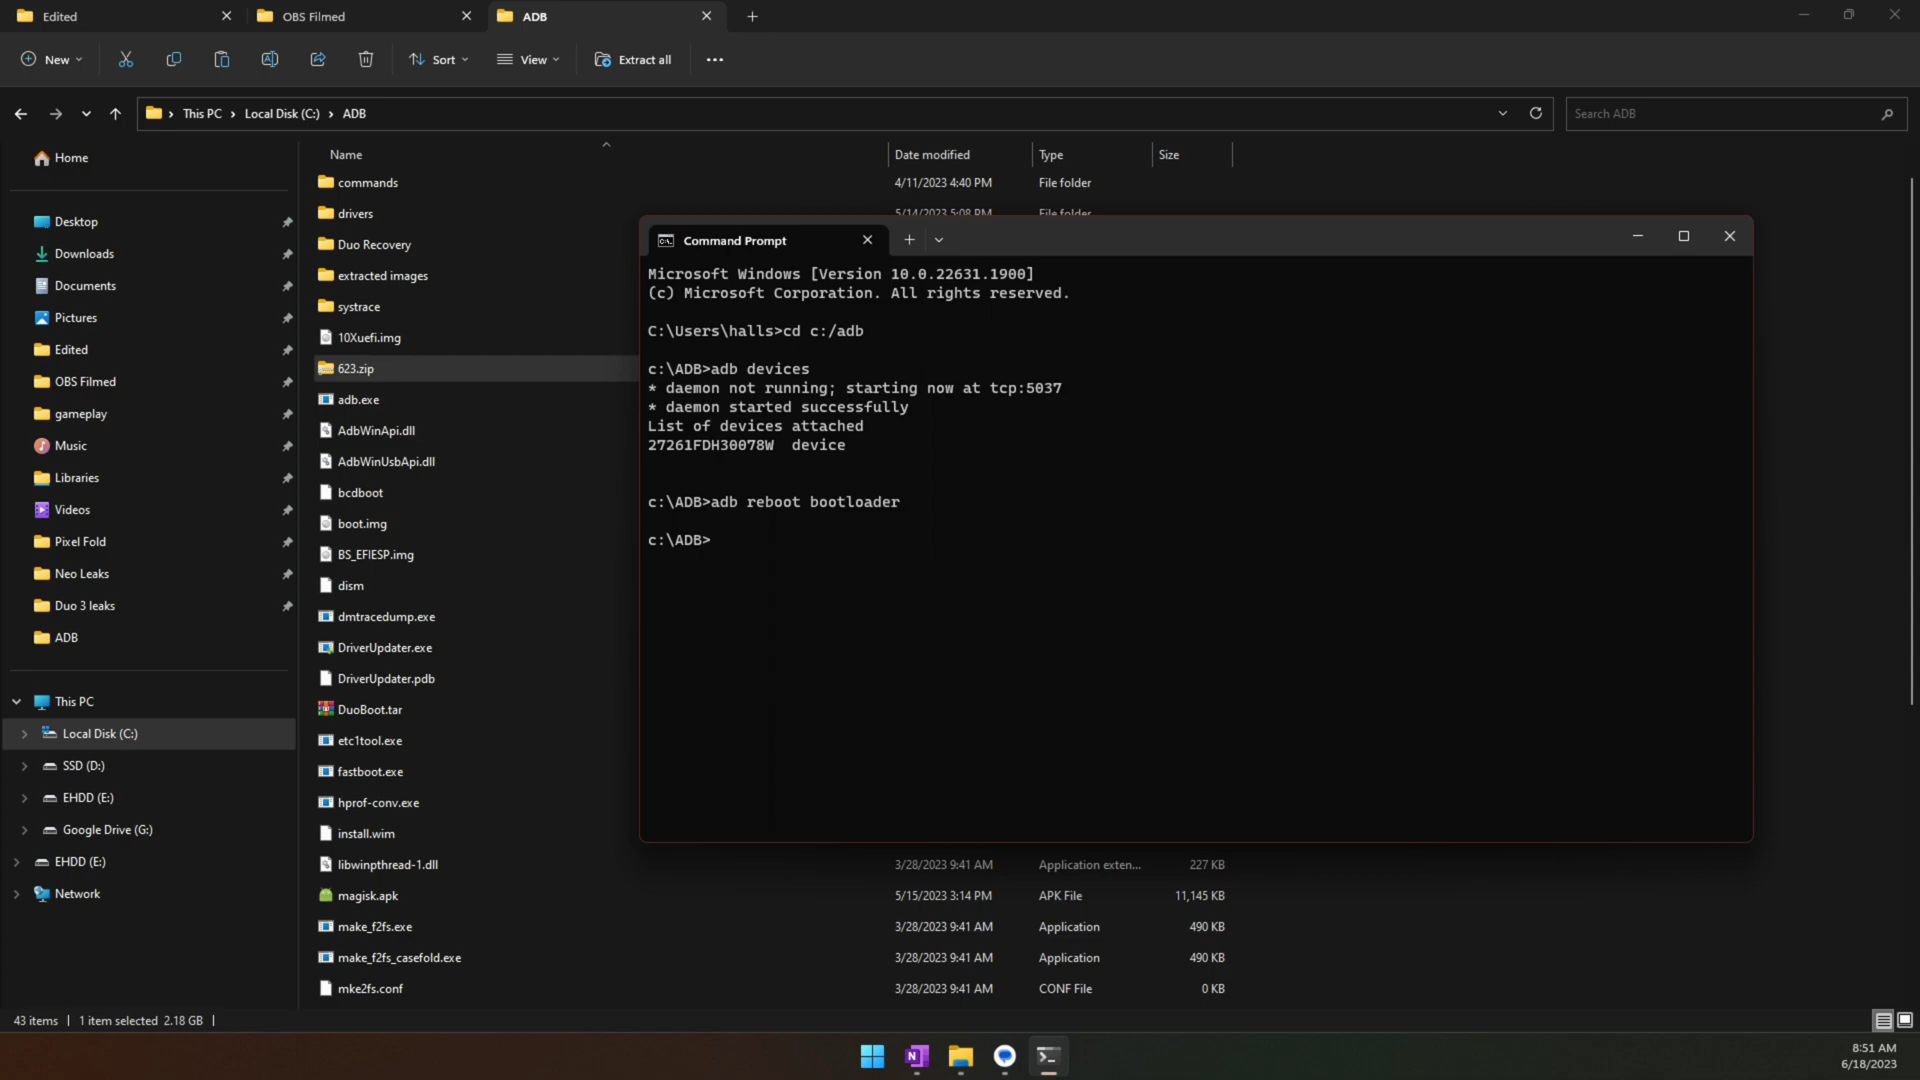 Edited
OBS Filmed
ADB
New
Sort
View
Extract all
This PC
Local Disk (C:)
ADB
Search ADB
Home
Desktop
Downloads
Documents
Pictures
Edited
OBS Filmed
gameplay
Music
Libraries
Videos
Pixel Fold
Neo Leaks
Duo 3 leaks
ADB
This PC
Local Disk (C:)
SSD (D:)
EHDD (E:)
Google Drive (G:)
EHDD (E:)
Network
Name Date modified Type Size
commands 4/11/2023 4:40 PM File folder
drivers 5/14/2023 5:08 PM File folder
Duo Recovery
extracted images
systrace
10Xuefi.img
623.zip
adb.exe
AdbWinApi.dll
AdbWinUsbApi.dll
bcdboot
boot.img
BS_EFIESP.img
dism
dmtracedump.exe
DriverUpdater.exe
DriverUpdater.pdb
DuoBoot.tar
etc1tool.exe
fastboot.exe
hprof-conv.exe
install.wim
libwinpthread-1.dll 3/28/2023 9:41 AM Application exten... 227 KB
magisk.apk 5/15/2023 3:14 PM APK File 11,145 KB
make_f2fs.exe 3/28/2023 9:41 AM Application 490 KB
make_f2fs_casefold.exe 3/28/2023 9:41 AM Application 490 KB
mke2fs.conf 3/28/2023 9:41 AM CONF File 0 KB
Command Prompt
Microsoft Windows [Version 10.0.22631.1900]
(c) Microsoft Corporation. All rights reserved.
C:\Users\halls>cd c:/adb
c:\ADB>adb devices
* daemon not running; starting now at tcp:5037
* daemon started successfully
List of devices attached
27261FDH30078W device
c:\ADB>adb reboot bootloader
c:\ADB>
43 items 1 item selected 2.18 GB
8:51 AM
6/18/2023